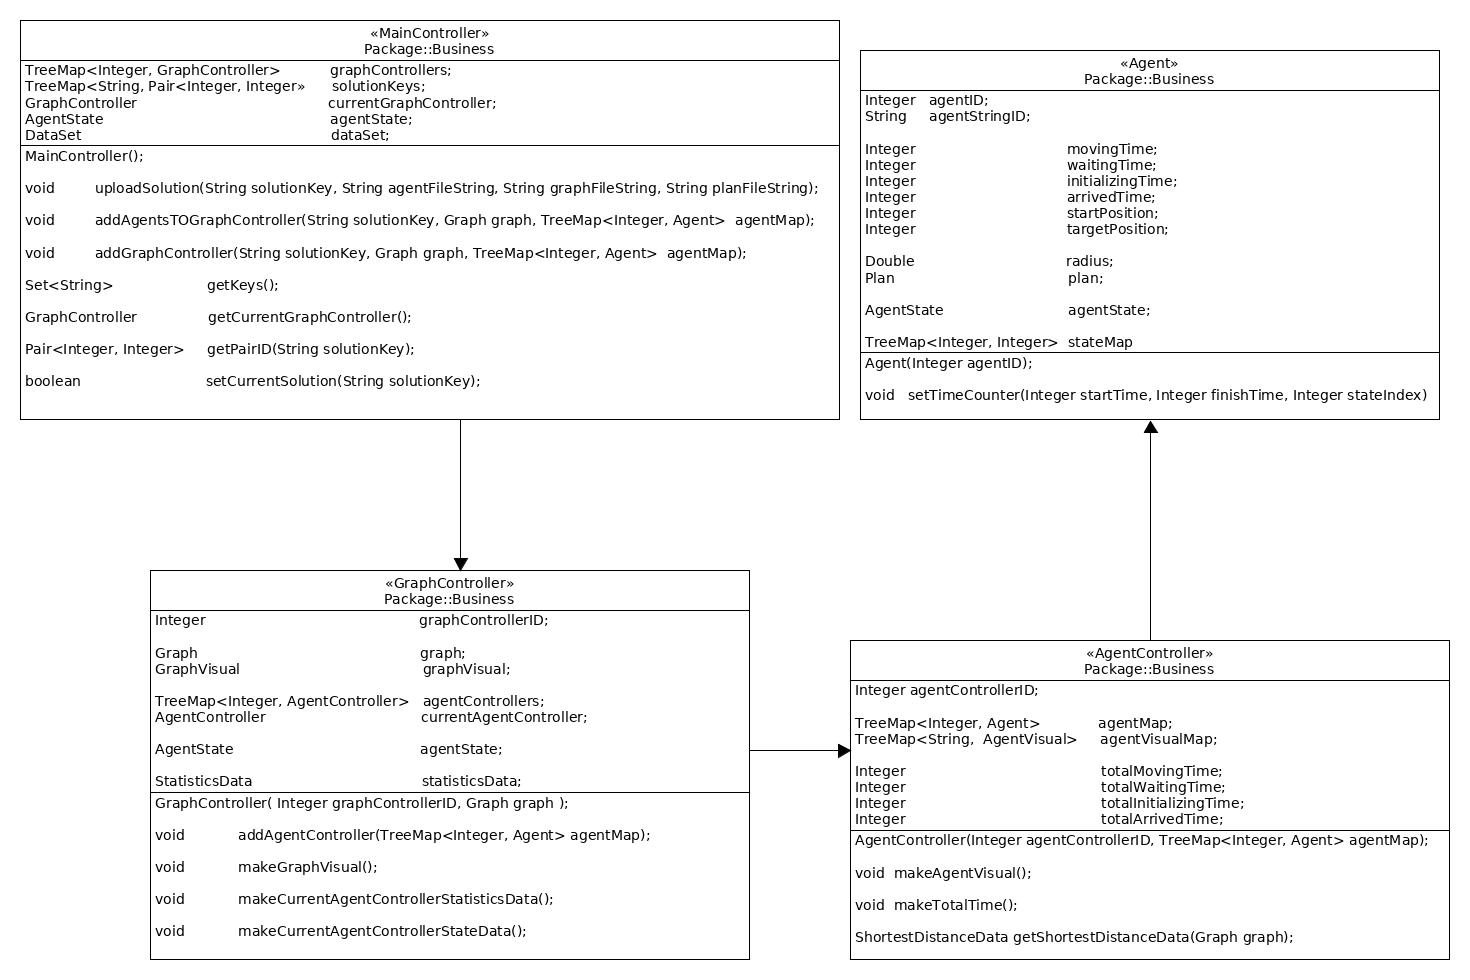 «MainController»
Package::Business
TreeMap<Integer, GraphController> graphControllers;
TreeMap<String, Pair<Integer, Integer» solutionKeys;
GraphController currentGraphController;
AgentState agentState;
DataSet dataSet;
MainController();
void uploadSolution(String solutionKey, String agentFileString, String graphFileString, String planFileString);
void addAgentsTOGraphController(String solutionKey, Graph graph, TreeMap<Integer, Agent> agentMap);
void addGraphController(String solutionKey, Graph graph, TreeMap<Integer, Agent> agentMap);
Set<String> getKeys();
GraphController getCurrentGraphController();
Pair<Integer, Integer> getPairID(String solutionKey);
boolean setCurrentSolution(String solutionKey);
«Agent»
Package::Business
Integer agentID;
String agentStringID;
Integer movingTime;
Integer waitingTime;
Integer initializingTime;
Integer arrivedTime;
Integer startPosition;
Integer targetPosition;
Double radius;
Plan plan;
AgentState agentState;
TreeMap<Integer, Integer> stateMap
Agent(Integer agentID);
void setTimeCounter(Integer startTime, Integer finishTime, Integer stateIndex)
«GraphController»
Package::Business
Integer graphControllerID;
Graph graph;
GraphVisual graphVisual;
TreeMap<Integer, AgentController> agentControllers;
AgentController currentAgentController;
AgentState agentState;
StatisticsData statisticsData;
GraphController( Integer graphControllerID, Graph graph );
void addAgentController(TreeMap<Integer, Agent> agentMap);
void makeGraphVisual();
void makeCurrentAgentControllerStatisticsData();
void makeCurrentAgentControllerStateData();
«AgentController»
Package::Business
Integer agentControllerID;
TreeMap<Integer, Agent> agentMap;
TreeMap<String, AgentVisual> agentVisualMap;
Integer totalMovingTime;
Integer totalWaitingTime;
Integer totalInitializingTime;
Integer totalArrivedTime;
AgentController(Integer agentControllerID, TreeMap<Integer, Agent> agentMap);
void makeAgentVisual();
void makeTotalTime();
ShortestDistanceData getShortestDistanceData(Graph graph);